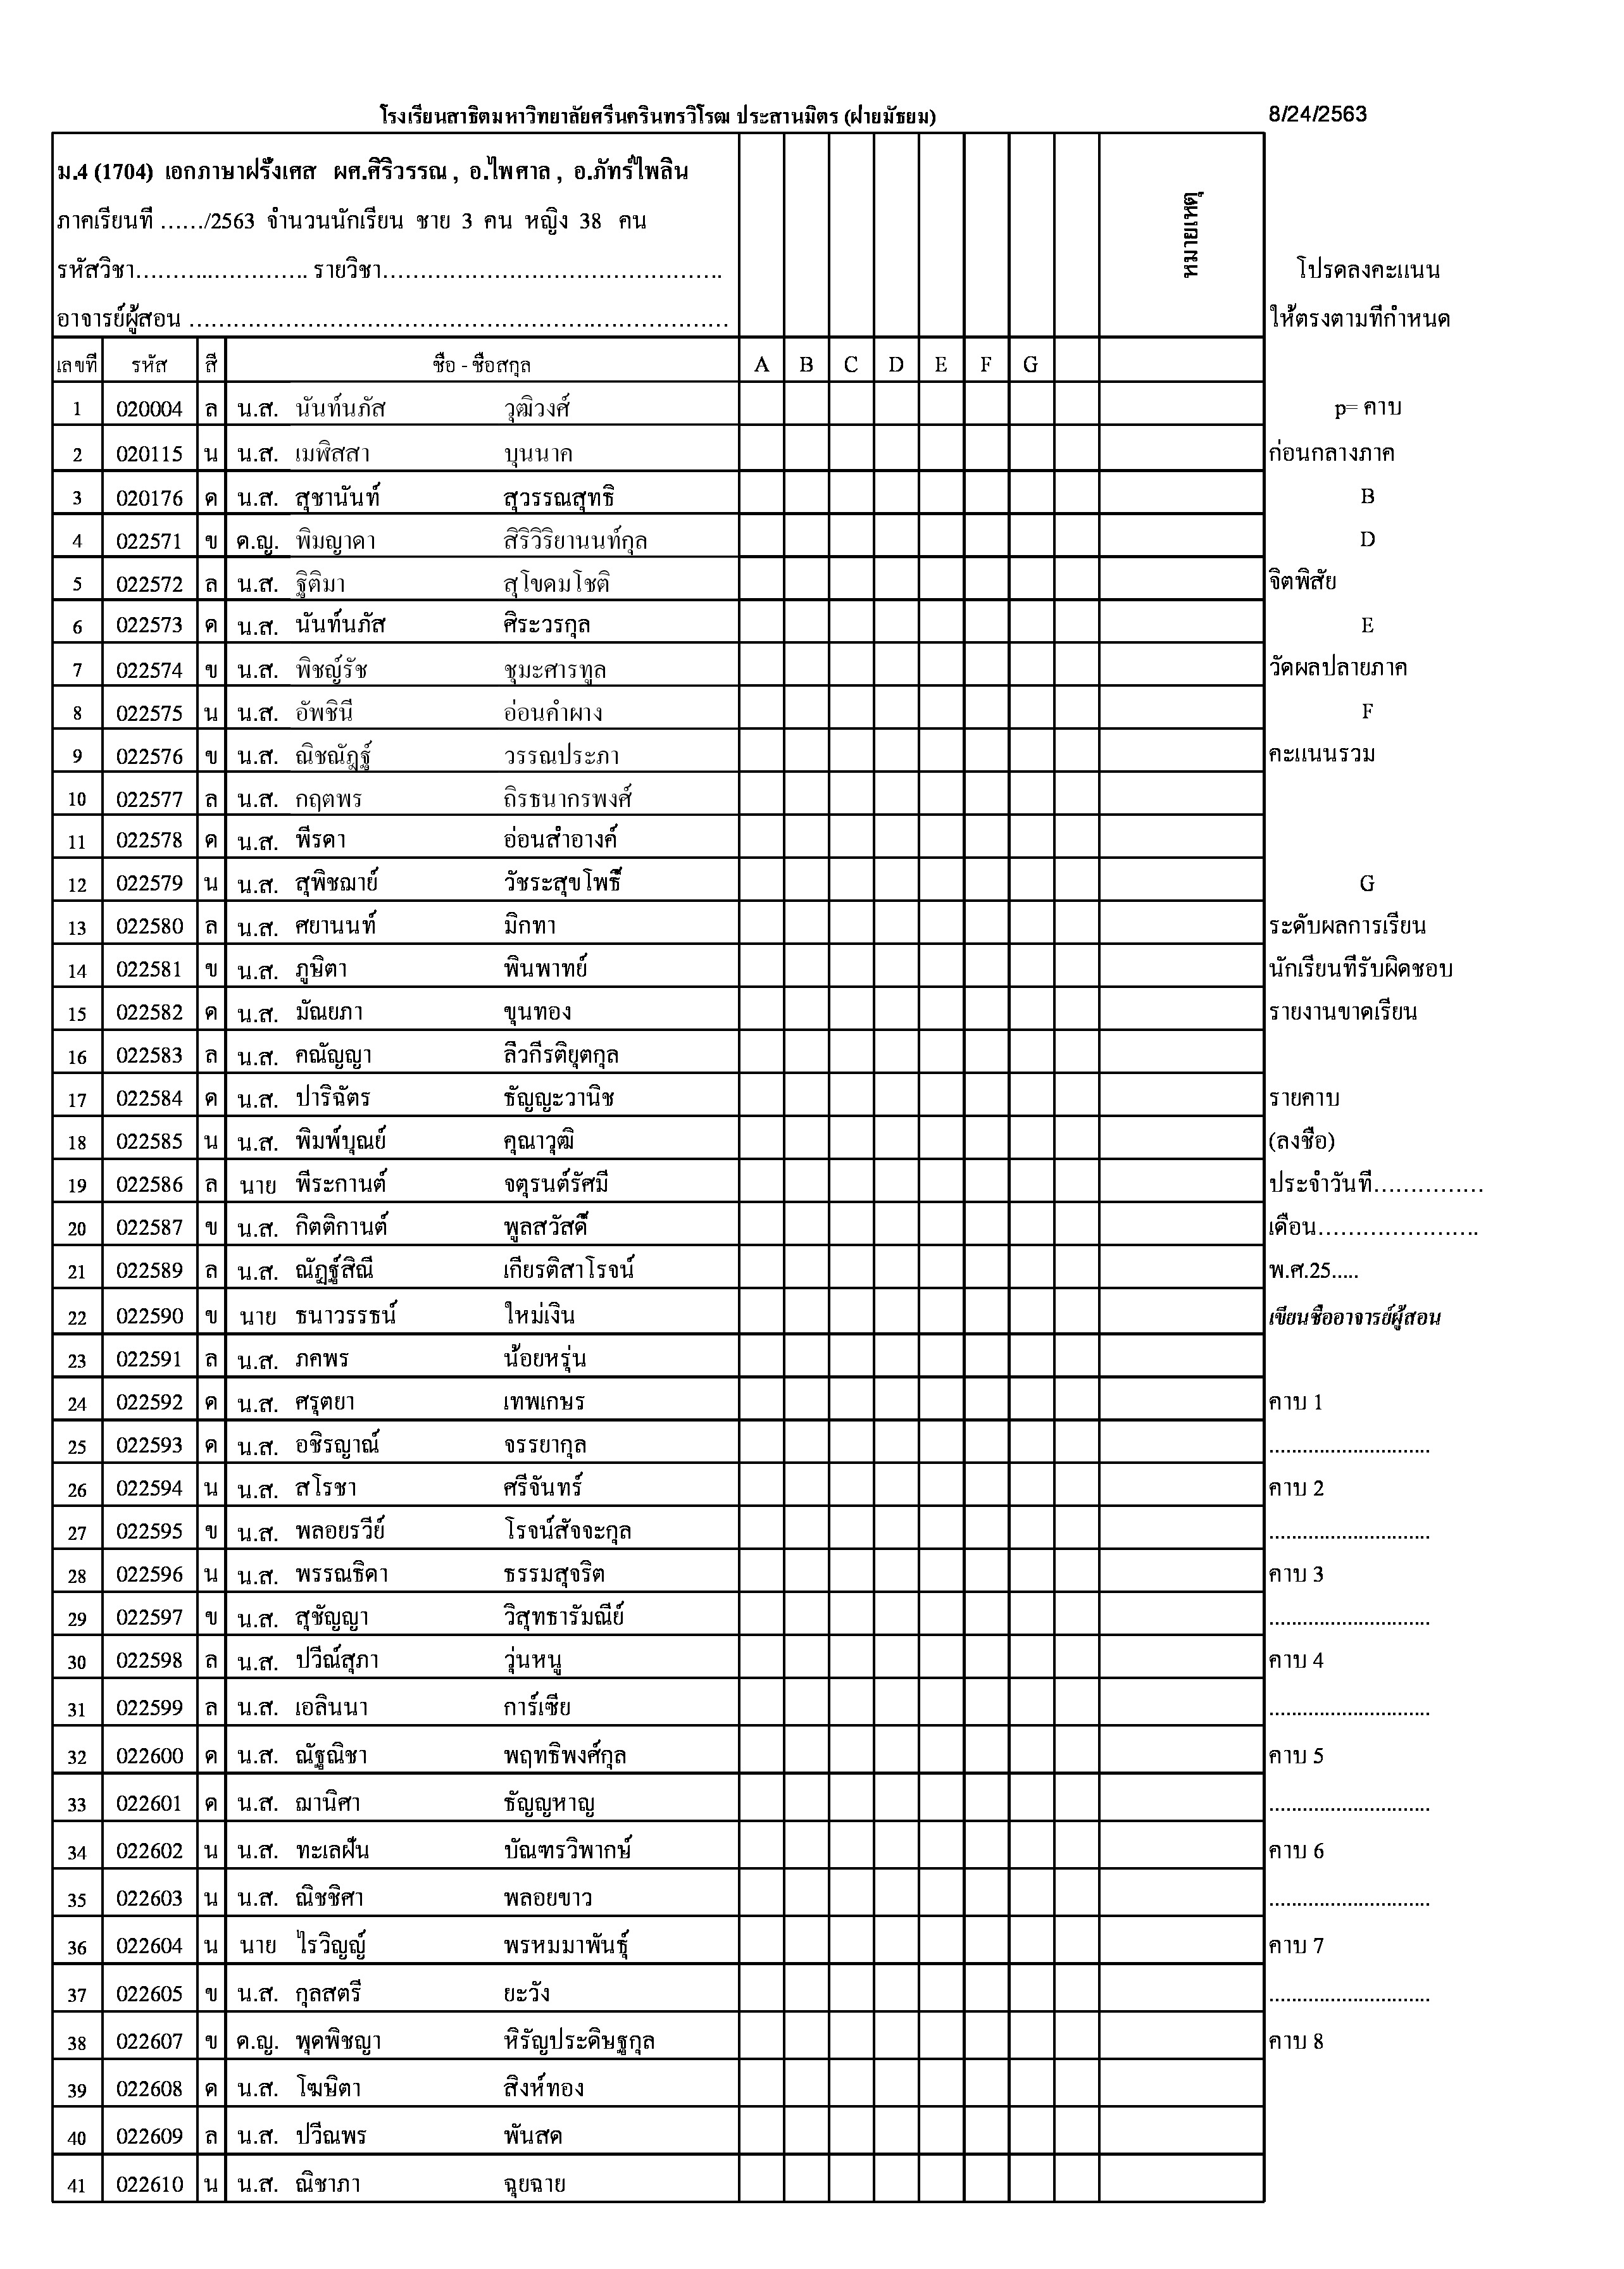 โรงเรียนสาธิตมหาวิทยาลัยศรีนครินทรวิโรฒ ประสานมิตร (ฝ่ายมัธยม) 8/24/2563
ม.4 (1704) เอกภาษาฝรั่งเศส ผศ.ศิริวรรณ , อ.ไพศาล , อ.ภัทร์ไพลิน
ภาคเรียนที่ ……/2563 จำนวนนักเรียน ชาย 3 คน หญิง 38 คน
หมายเหตุ
รหัสวิชา……….…………. รายวิชา………………………………………. โปรดลงคะแนน
อาจารย์ผู้สอน ……………………………………………….……………… ให้ตรงตามที่กำหนด
เลขที่ รหัส สี ชื่อ - ชื่อสกุล A B C D E F G
1 020004 ล น.ส. นันท์นภัส วุฒิวงศ์ p= คาบ
2 020115 น น.ส. เมพิสสา บุนนาค ก่อนกลางภาค
3 020176 ค น.ส. สุชานันท์ สุวรรณสุทธิ B
4 022571 ข ด.ญ. พิมญาดา สิริวิริยานนท์กุล D
5 022572 ล น.ส. ฐิติมา สุโขดมโชติ จิตพิสัย
6 022573 ค น.ส. นันท์นภัส ศิระวรกุล E
7 022574 ข น.ส. พิชญ์รัช ชุมะศารทูล วัดผลปลายภาค
8 022575 น น.ส. อัพชินี อ่อนคำผาง F
9 022576 ข น.ส. ณิชณัฎฐ์ วรรณประภา คะแนนรวม
10 022577 ล น.ส. กฤตพร ถิรธนากรพงศ์
11 022578 ค น.ส. พีรดา อ่อนสำอางค์
12 022579 น น.ส. สุพิชฌาย์ วัชระสุขโพธิ์ G
13 022580 ล น.ส. ศยานนท์ มิกทา ระดับผลการเรียน
14 022581 ข น.ส. ภูษิตา พินพาทย์ นักเรียนที่รับผิดชอบ
15 022582 ค น.ส. มัณยภา ขุนทอง รายงานขาดเรียน
16 022583 ล น.ส. คณัญญา ลีวกีรติยุตกุล
17 022584 ค น.ส. ปาริฉัตร ธัญญะวานิช รายคาบ
18 022585 น น.ส. พิมพ์บุณย์ คุณาวุฒิ (ลงชื่อ)
19 022586 ล นาย พีระกานต์ จตุรนต์รัศมี ประจำวันที่……………
20 022587 ข น.ส. กิตติกานต์ พูลสวัสดิ์ เดือน………………….
21 022589 ล น.ส. ณัฏฐ์สิณี เกียรติสาโรจน์ พ.ศ.25.....
22 022590 ข นาย ธนาวรรธน์ ใหม่เงิน เขียนชื่ออาจารย์ผู้สอน
23 022591 ล น.ส. ภคพร น้อยหรุ่น
24 022592 ค น.ส. ศรุตยา เทพเกษร คาบ 1
25 022593 ค น.ส. อชิรญาณ์ จรรยากุล .............................
26 022594 น น.ส. สโรชา ศรีจันทร์ คาบ 2
27 022595 ข น.ส. พลอยรวีย์ โรจน์สัจจะกุล .............................
28 022596 น น.ส. พรรณธิดา ธรรมสุจริต คาบ 3
29 022597 ข น.ส. สุชัญญา วิสุทธารัมณีย์ .............................
30 022598 ล น.ส. ปวีณ์สุภา วุ่นหนู คาบ 4
31 022599 ล น.ส. เอลินนา การ์เซีย .............................
32 022600 ค น.ส. ณัฐณิชา พฤทธิพงศ์กุล คาบ 5
33 022601 ค น.ส. ฌานิศา ธัญญหาญ .............................
34 022602 น น.ส. ทะเลฝัน บัณฑรวิพากษ์ คาบ 6
35 022603 น น.ส. ณิชชิศา พลอยขาว .............................
36 022604 น นาย ไรวิญญ์ พรหมมาพันธุ์ คาบ 7
37 022605 ข น.ส. กุลสตรี ยะวัง .............................
38 022607 ข ด.ญ. พุดพิชญา หิรัญประดิษฐกุล คาบ 8
39 022608 ค น.ส. โฆษิตา สิงห์ทอง
40 022609 ล น.ส. ปวีณพร พันสด
41 022610 น น.ส. ณิชาภา ฉุยฉาย